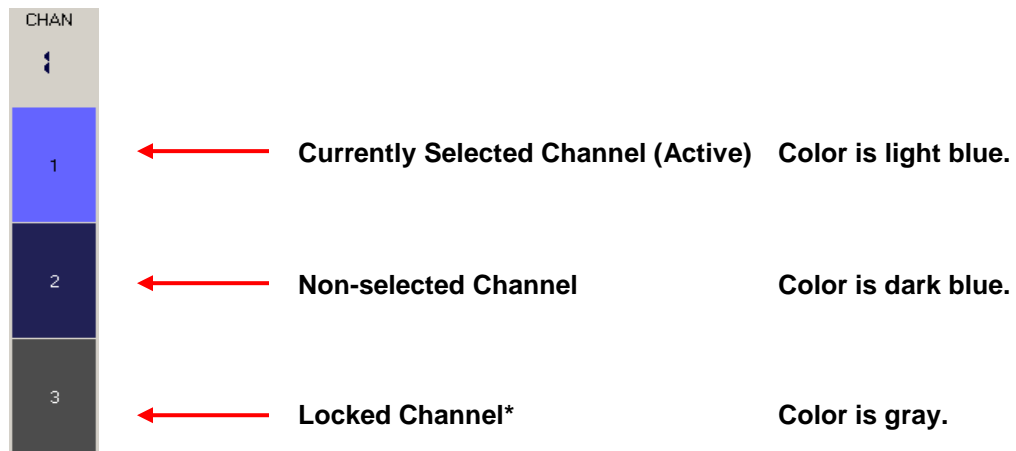 CHAN
1 Currently Selected Channel (Active) Color is light blue.
2 Non-selected Channel Color is dark blue.
3 Locked Channel* Color is gray.